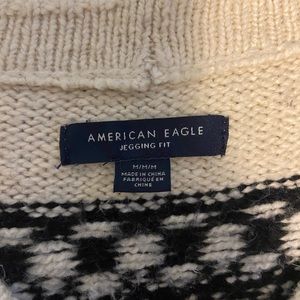 AMERICAN EAGLE
JEGGING FIT
M/M/M
MADE IN CHINA
FABRIQUÉ EN
CHINE